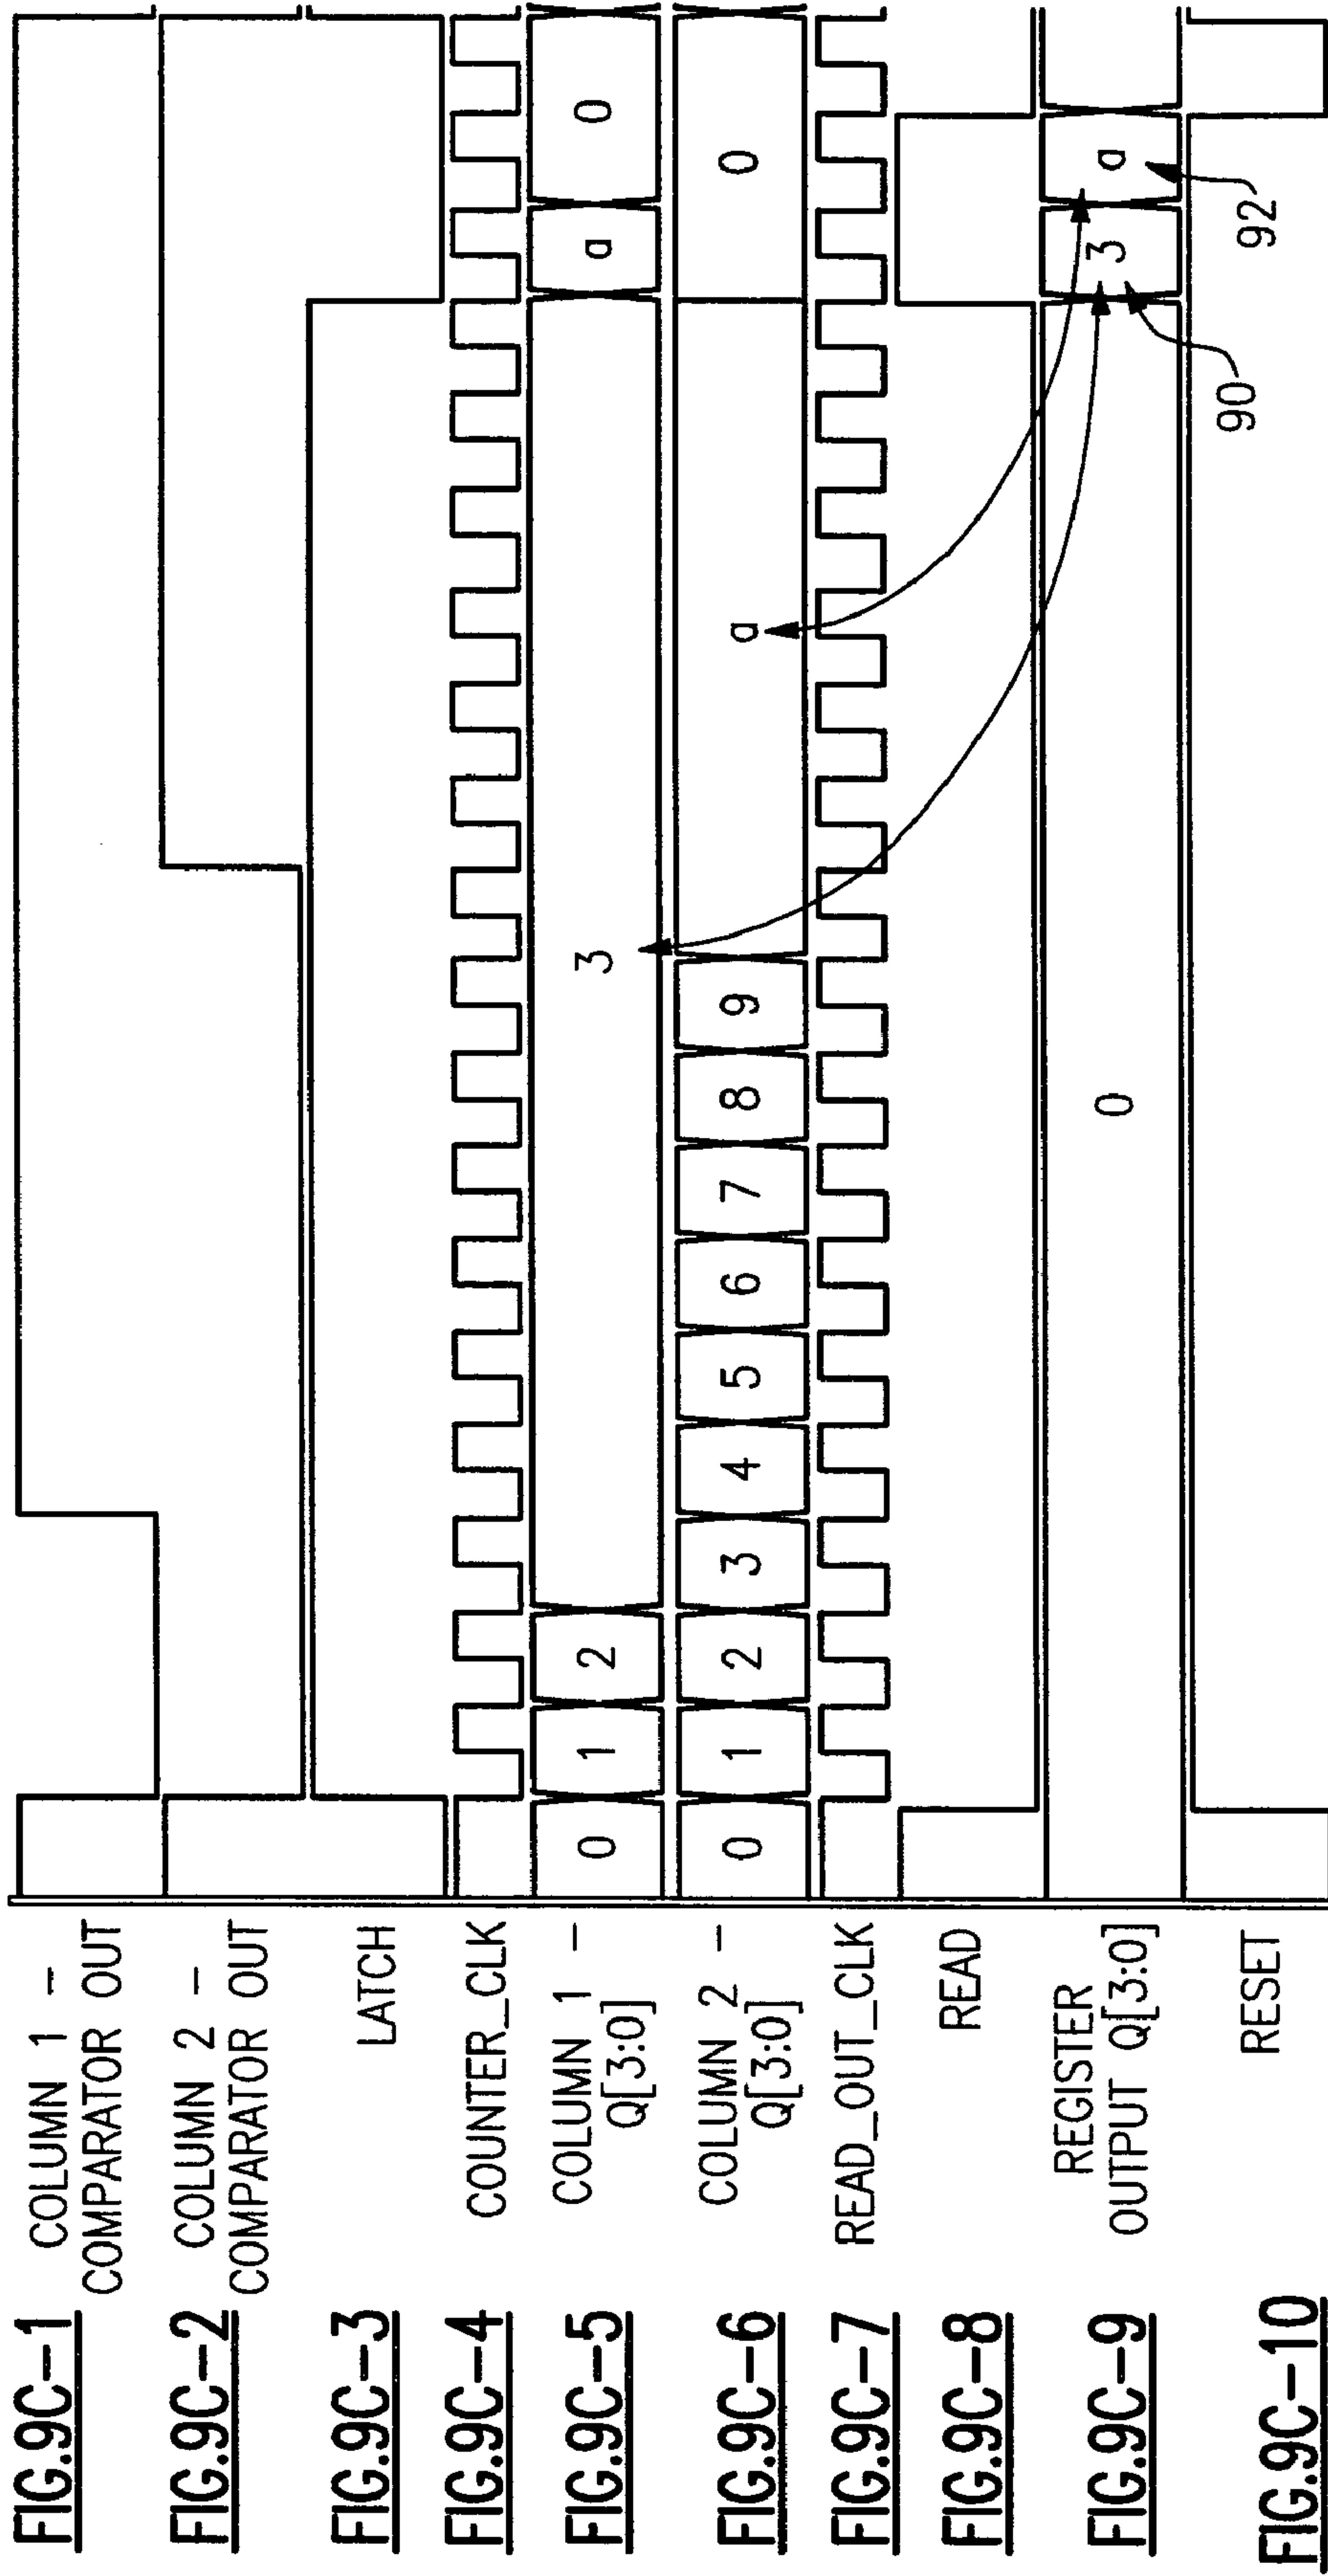 FIG.9C-1
COLUMN 1 -
COMPARATOR OUT
FIG.9C-2
COLUMN 2 -
COMPARATOR OUT
FIG.9C-3
LATCH
FIG.9C-4
COUNTER_CLK
FIG.9C-5
COLUMN 1 -
Q[3:0]
0 1 2 3 a 0
FIG.9C-6
COLUMN 2 -
Q[3:0]
0 1 2 3 4 5 6 7 8 9 a 0
FIG.9C-7
READ_OUT_CLK
FIG.9C-8
READ
FIG.9C-9
REGISTER
OUTPUT Q[3:0]
0 3 a
90 92
FIG.9C-10
RESET